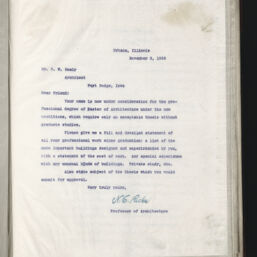 Urbana, Illinois
November 2, 1908
Mr. H. W. Healy
Architect
Fort Dodge, Iowa
Dear Friend:
Your name is now under consideration for the pro-
fessional degree of Master of Architecture under the new
conditions, which require only an acceptable thesis without
graduate studies.
Please give me a full and detailed statement of
all your professional work since graduation: a list of the
more important buildings designed and superintended by you,
with a statement of the cost of each. Any special experience
with any unusual kinds of buildings. Private study, etc.
Also state subject of the thesis which you would
submit for approval.
Very truly yours,
Professor of Architecture